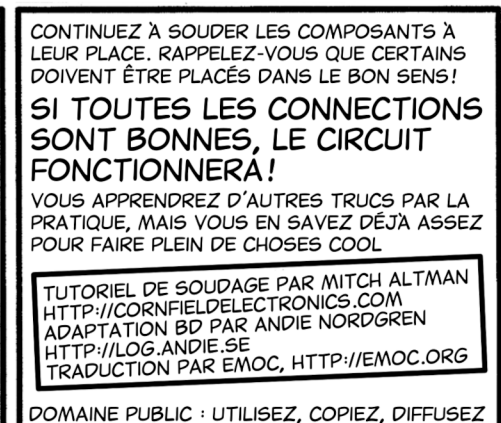 CONTINUEZ À SOUDER LES COMPOSANTS À
LEUR PLACE. RAPPELEZ-VOUS QUE CERTAINS
DOIVENT ÊTRE PLACÉS DANS LE BON SENS!
SI TOUTES LES CONNECTIONS
SONT BONNES, LE CIRCUIT
FONCTIONNERA!
VOUS APPRENDREZ D'AUTRES TRUCS PAR LA
PRATIQUE, MAIS VOUS EN SAVEZ DÉJÀ ASSEZ
POUR FAIRE PLEIN DE CHOSES COOL
TUTORIEL DE SOUDAGE PAR MITCH ALTMAN
HTTP://CORNFIELDELECTRONICS.COM
ADAPTATION BD PAR ANDIE NORDGREN
HTTP://LOG.ANDIE.SE
TRADUCTION PAR EMOC, HTTP://EMOC.ORG
DOMAINE PUBLIC : UTILISEZ, COPIEZ, DIFFUSEZ